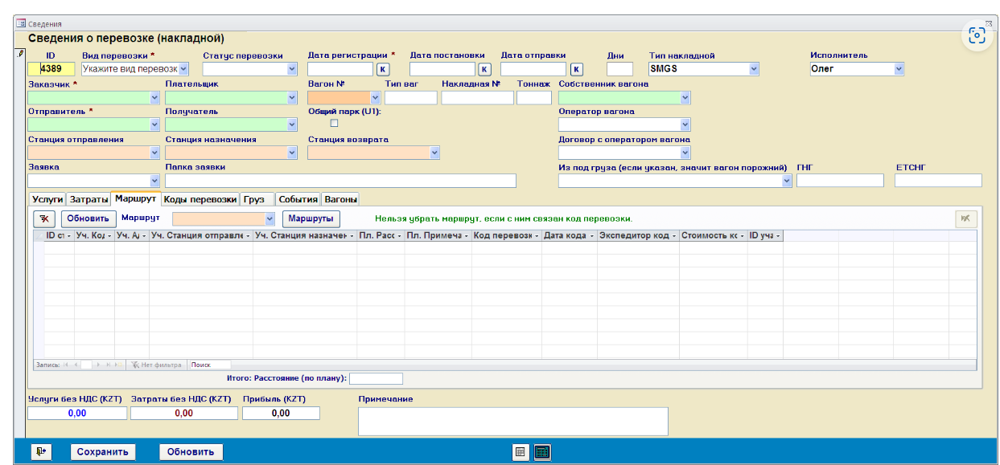 Сведения
Сведения о перевозке (накладной)
ID Вид перевозки * Статус перевозки Дата регистрации * Дата постановки Дата отправки Дни Тип накладной Исполнитель
4389 Укажите вид перевозк К К К SMGS Олег
Заказчик * Плательщик Вагон № Тип ваг Накладная № Тоннаж Собственник вагона
Отправитель * Получатель Общий парк (U1): Оператор вагона
Станция отправления Станция назначения Станция возврата Договор с оператором вагона
Заявка Папка заявки Из под груза (если указан, значит вагон порожний) ГНГ ЕТСНГ
Услуги Затраты Маршрут Коды перевозки Груз События Вагоны
Обновить Маршрут Маршруты Нельзя убрать маршрут, если с ним связан код перевозки.
ID ст Уч. Код Уч. Ад Уч. Станция отправле Уч. Станция назначен Пл. Расс Пл. Примеча Код перевозк Дата кода Экспедитор код Стоимость кс ID уча
Запись: Нет фильтра Поиск
Итого: Расстояние (по плану):
Услуги без НДС (KZT) Затраты без НДС (KZT) Прибыль (KZT) Примечание
0,00 0,00 0,00
Сохранить Обновить